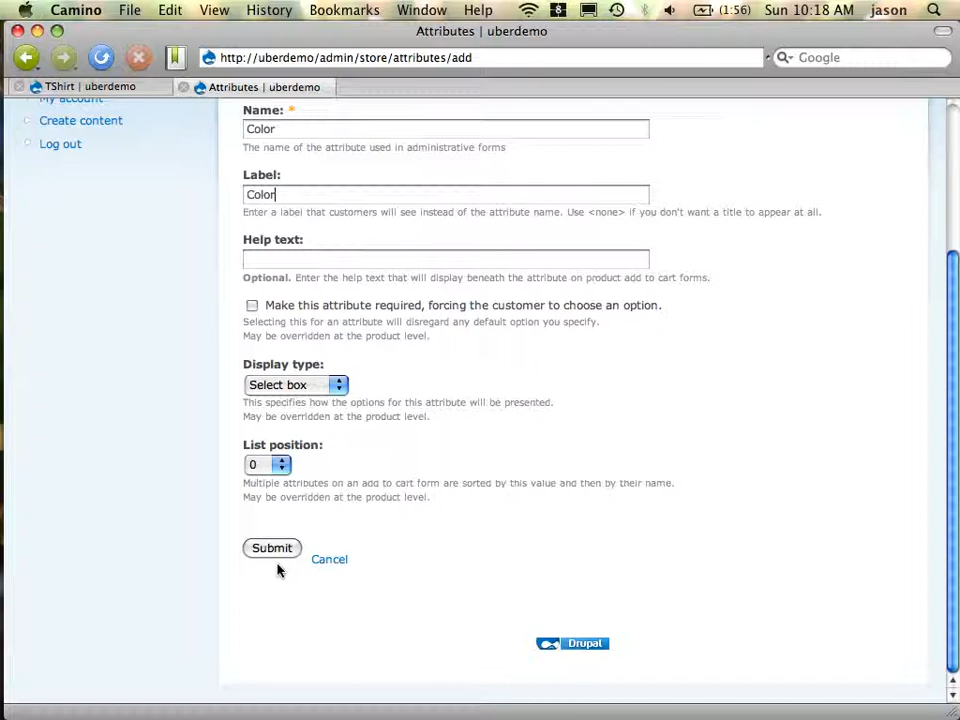 Camino File Edit View History Bookmarks Window Help 8 (1:56) Sun 10:18 AM jason
Attributes | uberdemo
http://uberdemo/admin/store/attributes/add
Google
TShirt | uberdemo
Attributes | uberdemo
My account
Create content
Log out
Name: *
Color
The name of the attribute used in administrative forms
Label:
Color
Enter a label that customers will see instead of the attribute name. Use <none> if you don't want a title to appear at all.
Help text:
Optional. Enter the help text that will display beneath the attribute on product add to cart forms.
Make this attribute required, forcing the customer to choose an option.
Selecting this for an attribute will disregard any default option you specify.
May be overridden at the product level.
Display type:
Select box
This specifies how the options for this attribute will be presented.
May be overridden at the product level.
List position:
0
Multiple attributes on an add to cart form are sorted by this value and then by their name.
May be overridden at the product level.
Submit
Cancel
Drupal